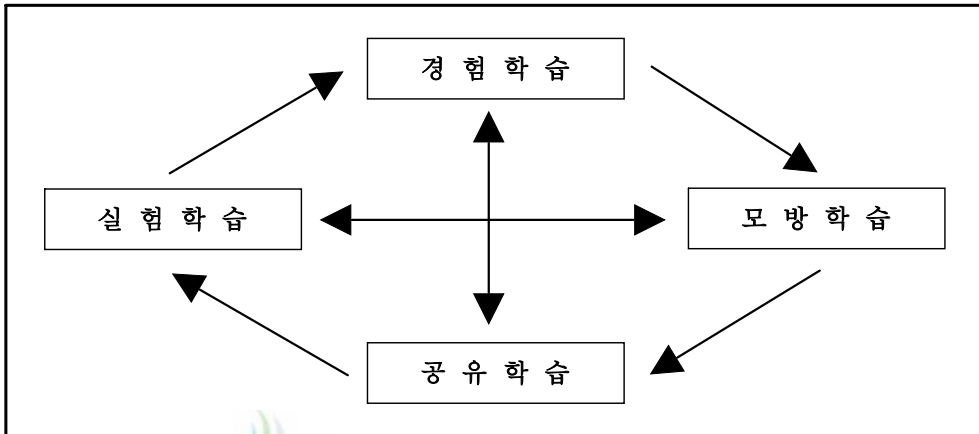 경 험 학 습
실 험 학 습
모 방 학 습
공 유 학 습